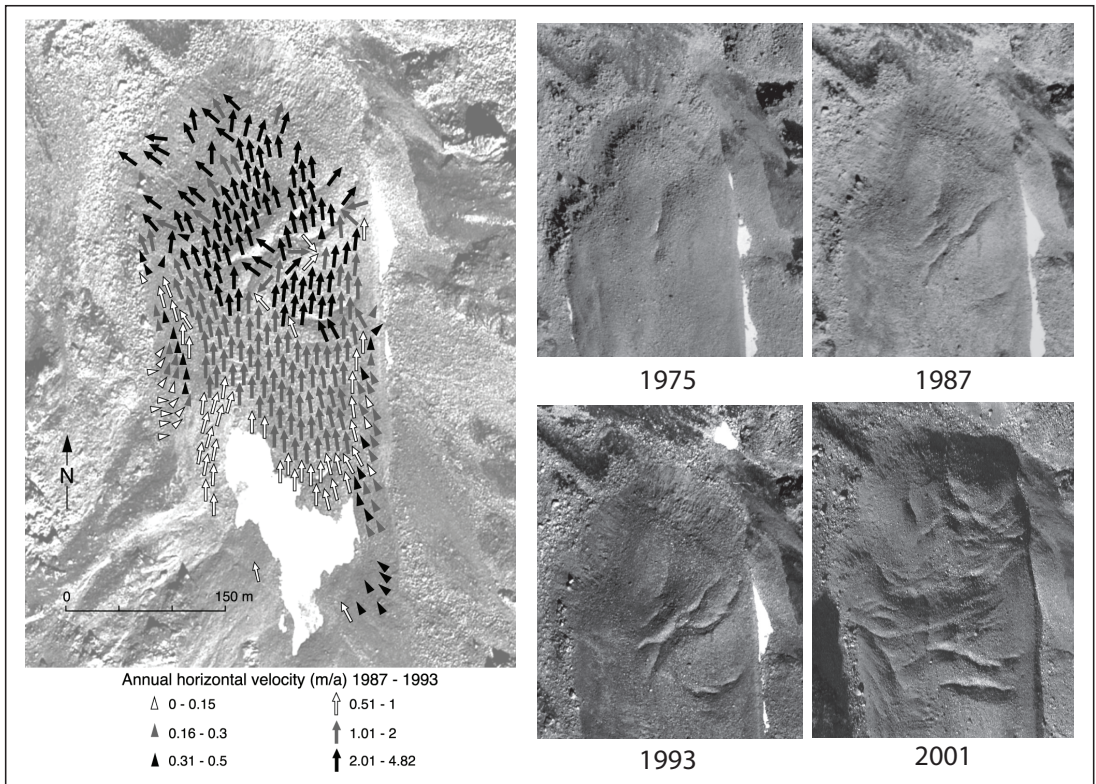 N
0 150 m
Annual horizontal velocity (m/a) 1987 - 1993
0 - 0.15
0.16 - 0.3
0.31 - 0.5
0.51 - 1
1.01 - 2
2.01 - 4.82
1975
1987
1993
2001